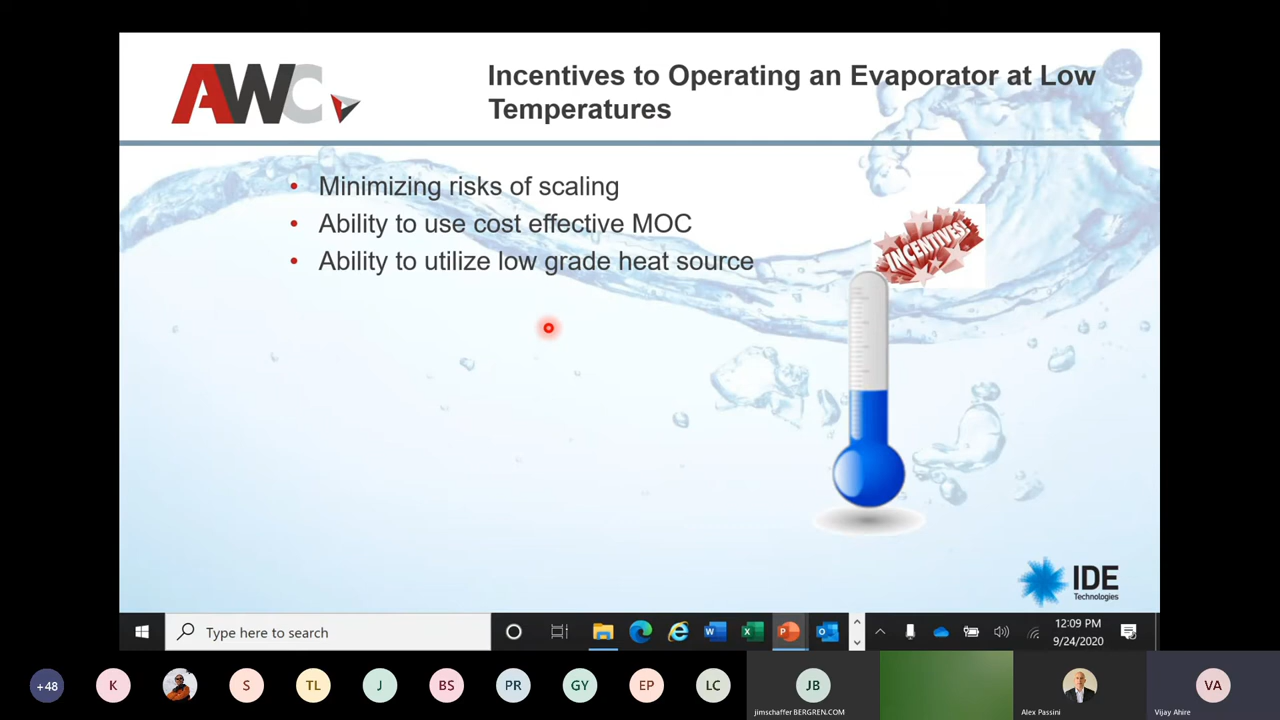 AWC
Incentives to Operating an Evaporator at Low
Temperatures
• Minimizing risks of scaling
• Ability to use cost effective MOC
• Ability to utilize low grade heat source
INCENTIVES!
IDE
Technologies
Type here to search
12:09 PM
9/24/2020
+48
K
S
TL
J
BS
PR
GY
EP
LC
JB
VA
jimschaffer BERGREN.COM
Alex Passini
Vijay Ahire